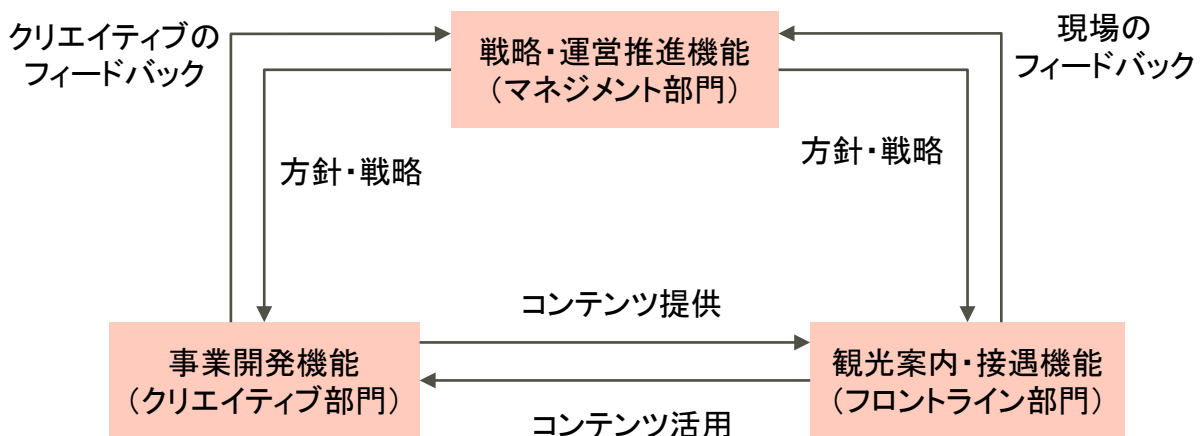 クリエイティブの
フィードバック
戦略・運営推進機能
（マネジメント部門）
現場の
フィードバック
方針・戦略
方針・戦略
コンテンツ提供
事業開発機能
（クリエイティブ部門）
観光案内・接遇機能
（フロントライン部門）
コンテンツ活用